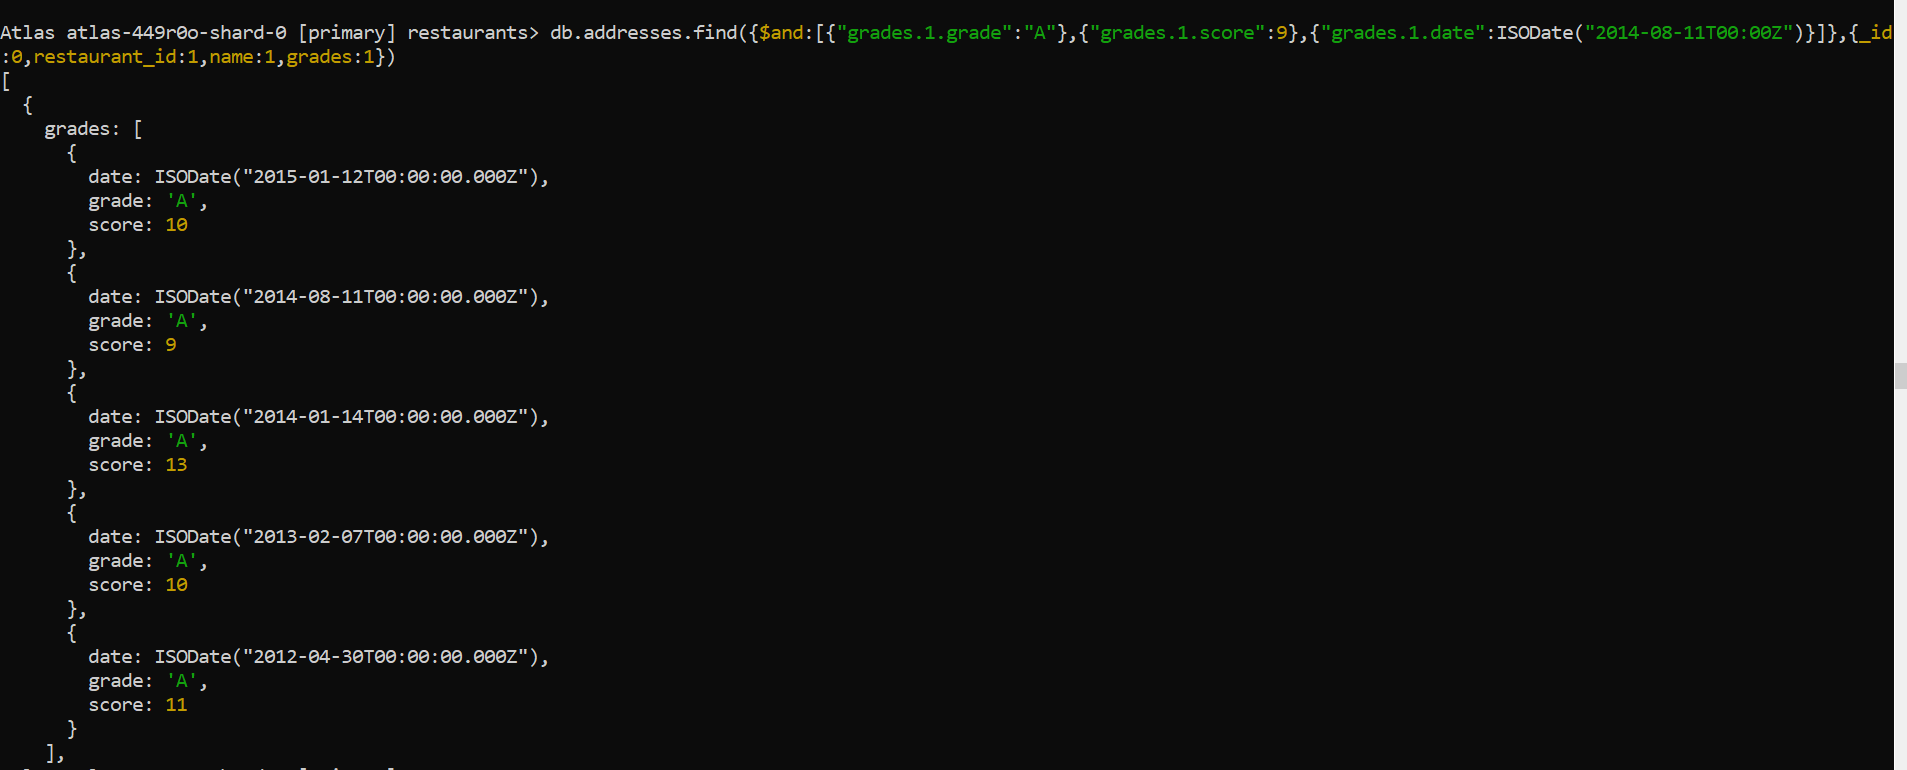 Atlas atlas-449r0o-shard-0 [primary] restaurants> db.addresses.find({$and:[{"grades.1.grade":"A"},{"grades.1.score":9},{"grades.1.date":ISODate("2014-08-11T00:00Z")}]},{_id
:0,restaurant_id:1,name:1,grades:1})
[
  {
    grades: [
      {
        date: ISODate("2015-01-12T00:00:00.000Z"),
        grade: 'A',
        score: 10
      },
      {
        date: ISODate("2014-08-11T00:00:00.000Z"),
        grade: 'A',
        score: 9
      },
      {
        date: ISODate("2014-01-14T00:00:00.000Z"),
        grade: 'A',
        score: 13
      },
      {
        date: ISODate("2013-02-07T00:00:00.000Z"),
        grade: 'A',
        score: 10
      },
      {
        date: ISODate("2012-04-30T00:00:00.000Z"),
        grade: 'A',
        score: 11
      }
    ],